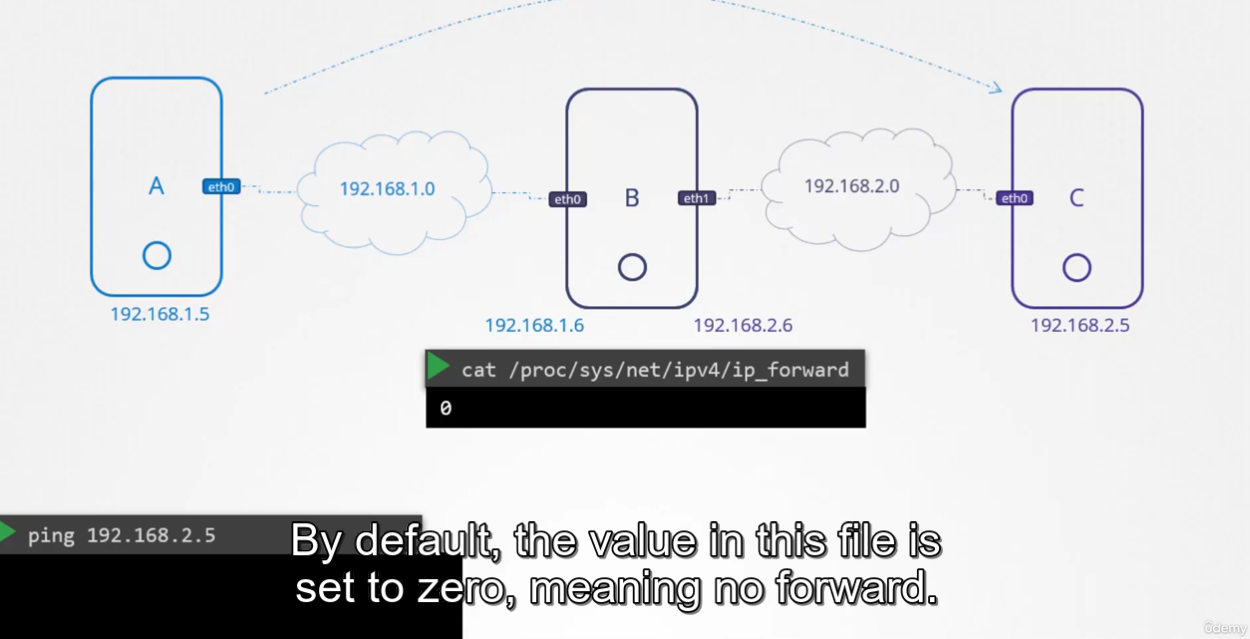 A
eth0
192.168.1.0
eth0
B
eth1
192.168.2.0
eth0
C
192.168.1.5
192.168.1.6
192.168.2.6
192.168.2.5
cat /proc/sys/net/ipv4/ip_forward
0
ping 192.168.2.5
By default, the value in this file is
set to zero, meaning no forward.
ûdemy